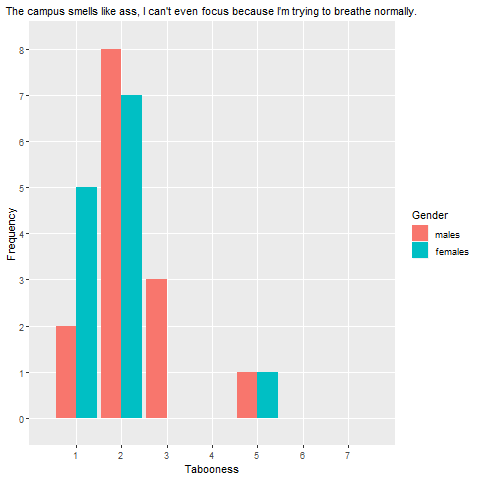 The campus smells like ass, I can't even focus because I'm trying to breathe normally.
8
7
6
5
4
3
2
1
0
Frequency
1 2 3 4 5 6 7
Tabooness
Gender
males
females